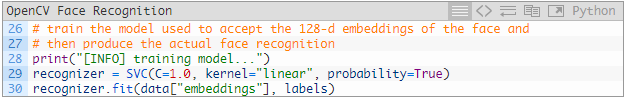 OpenCV Face Recognition
Python
26 # train the model used to accept the 128-d embeddings of the face and
27 # then produce the actual face recognition
28 print("[INFO] training model...")
29 recognizer = SVC(C=1.0, kernel="linear", probability=True)
30 recognizer.fit(data["embeddings"], labels)